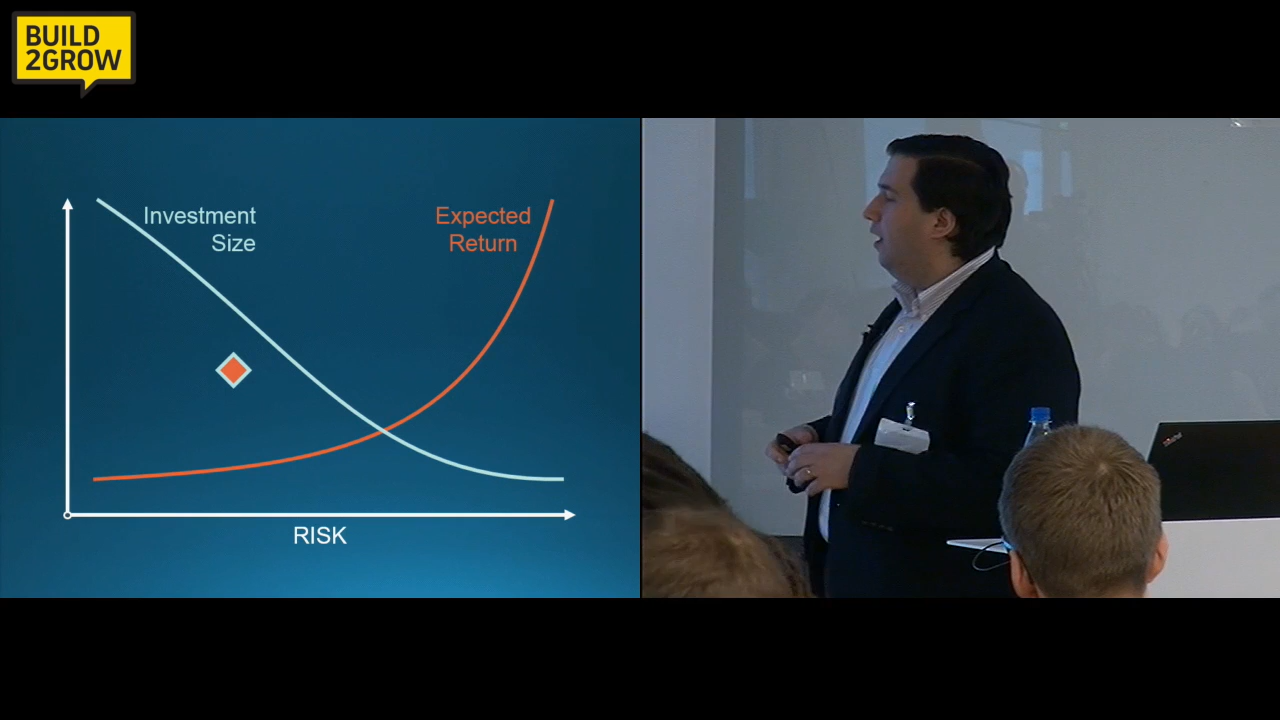 BUILD
2GROW
Investment
Size
Expected
Return
RISK